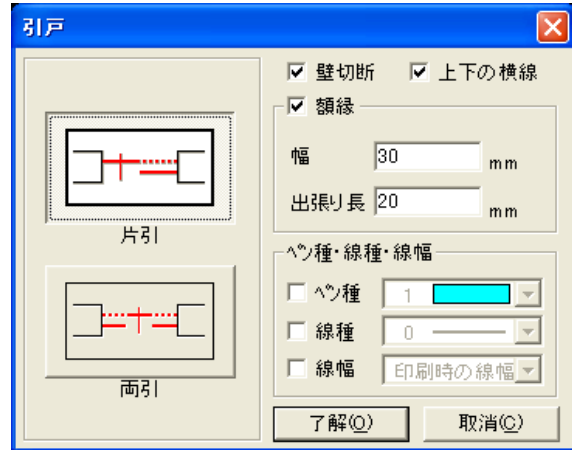 引戸
壁切断 上下の横線
額縁
幅 30 mm
出張り長 20 mm
片引
ペン種・線種・線幅
ペン種 1
線種 0
線幅 印刷時の線幅
両引
了解(O) 取消(C)